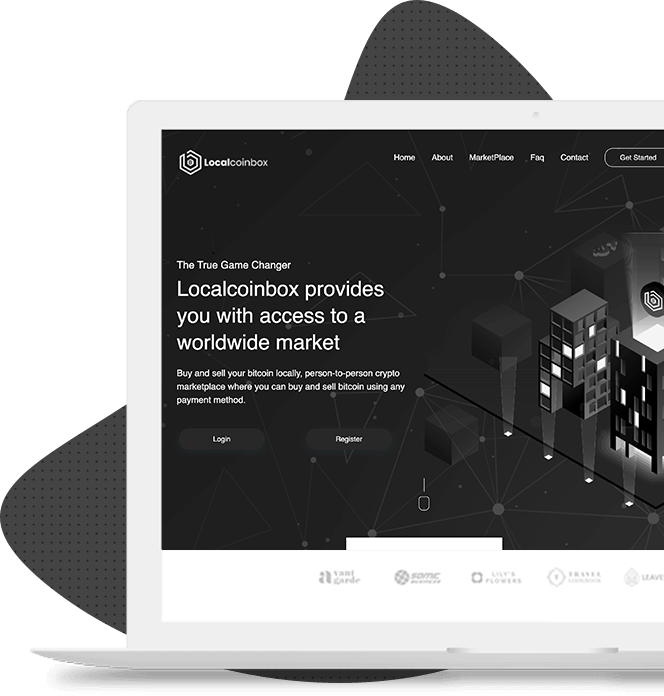 Localcoinbox
Home About MarketPlace Faq Contact Get Started
The True Game Changer
Localcoinbox provides
you with access to a
worldwide market
Buy and sell your bitcoin locally, person-to-person crypto
marketplace where you can buy and sell bitcoin using any
payment method.
Login Register
avant
garde
LILY'S
FLOWERS
TRAVEL
LOOKBOOK
LEAVE